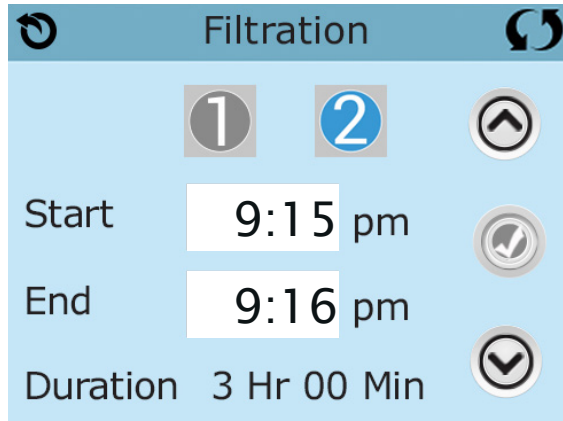 Filtration
1 2
Start 9:15 pm
End 9:16 pm
Duration 3 Hr 00 Min